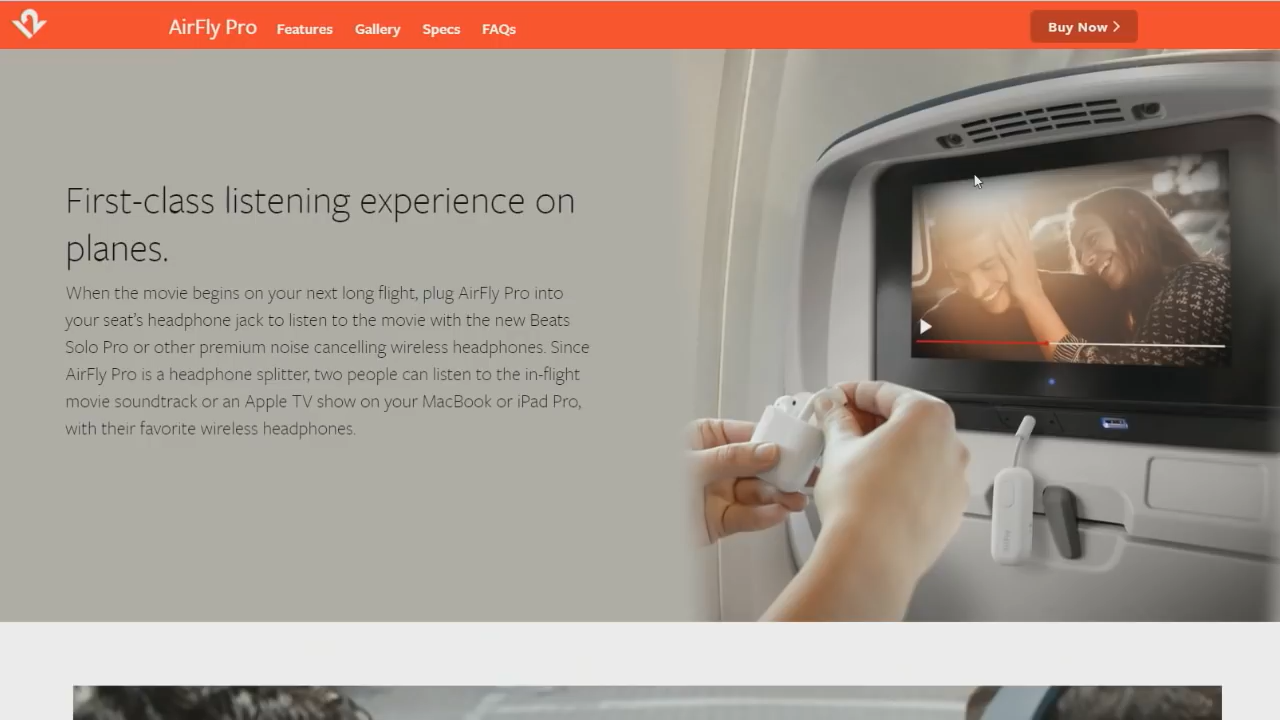 AirFly Pro Features Gallery Specs FAQs Buy Now
First-class listening experience on
planes.
When the movie begins on your next long flight, plug AirFly Pro into
your seat’s headphone jack to listen to the movie with the new Beats
Solo Pro or other premium noise cancelling wireless headphones. Since
AirFly Pro is a headphone splitter, two people can listen to the in-flight
movie soundtrack or an Apple TV show on your MacBook or iPad Pro,
with their favorite wireless headphones.